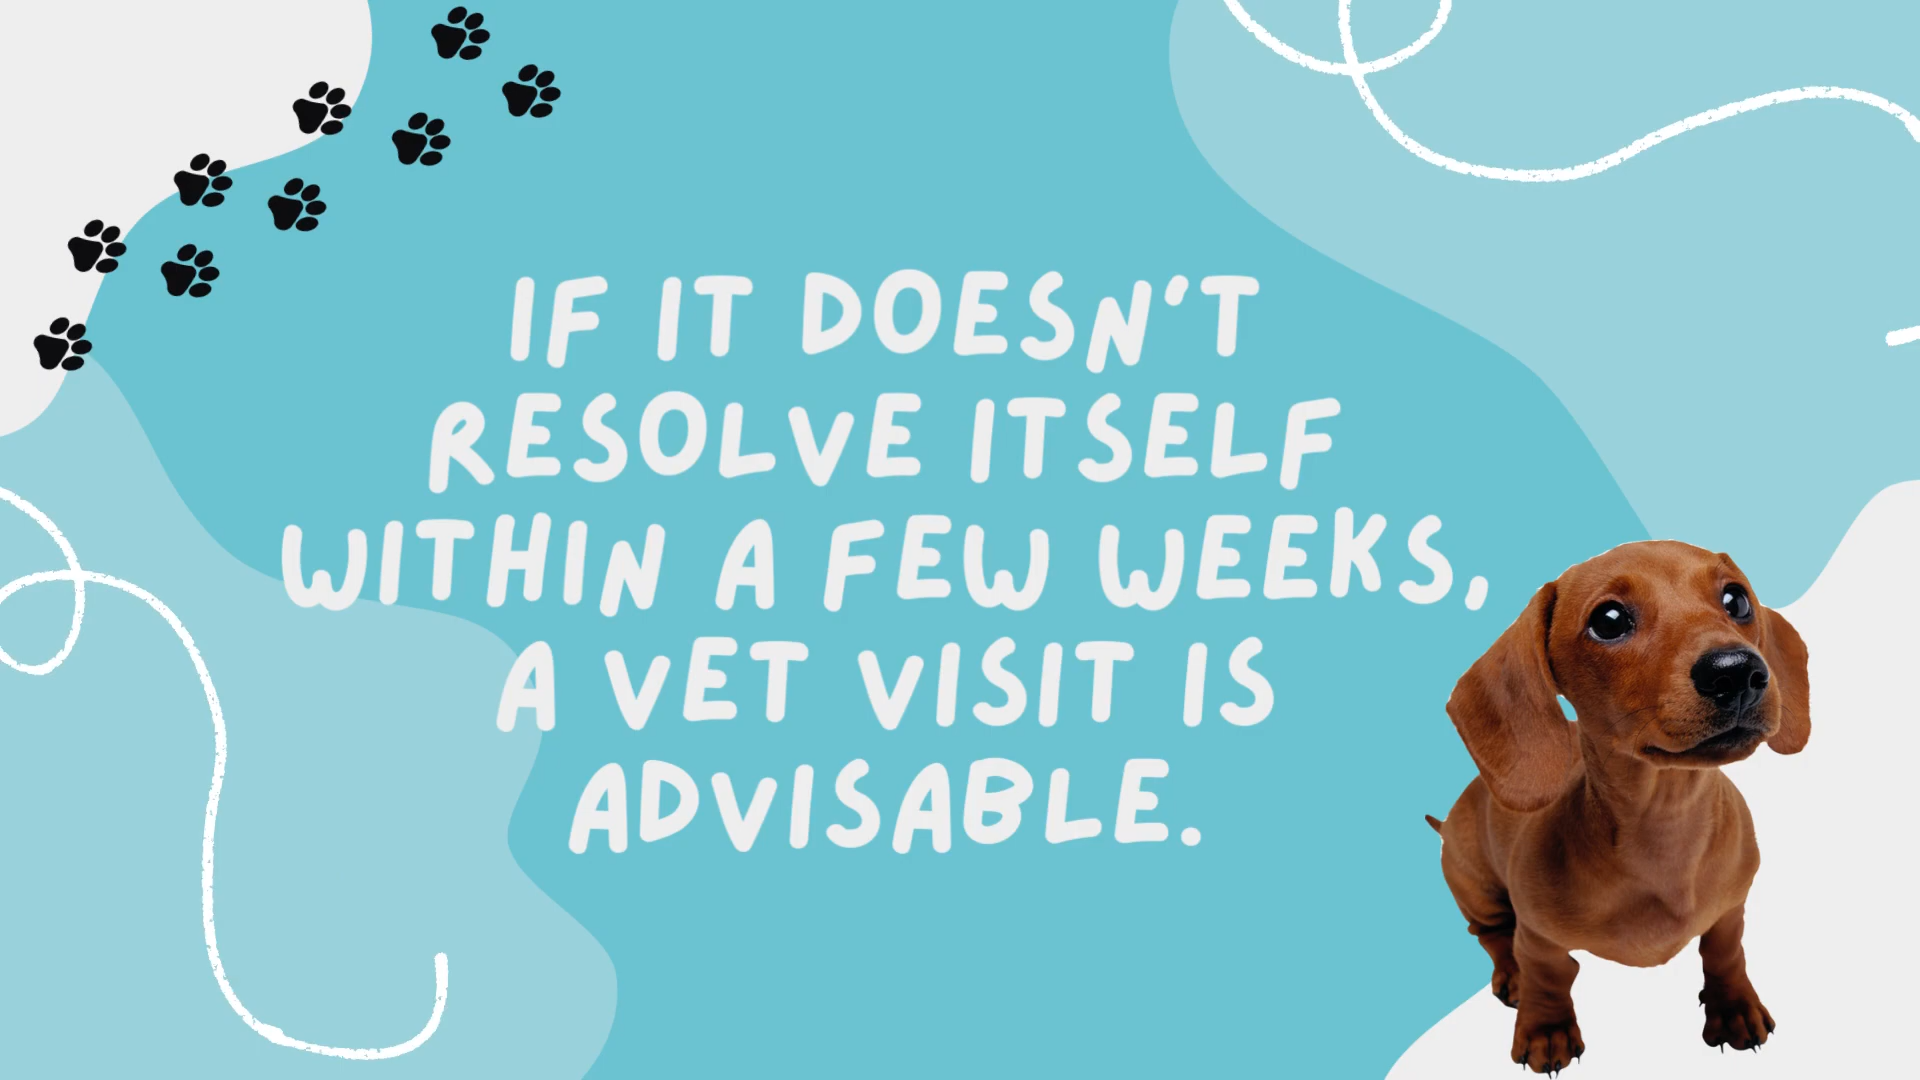 IF IT DOESN'T
RESOLVE ITSELF
WITHIN A FEW WEEKS,
A VET VISIT IS
ADVISABLE.